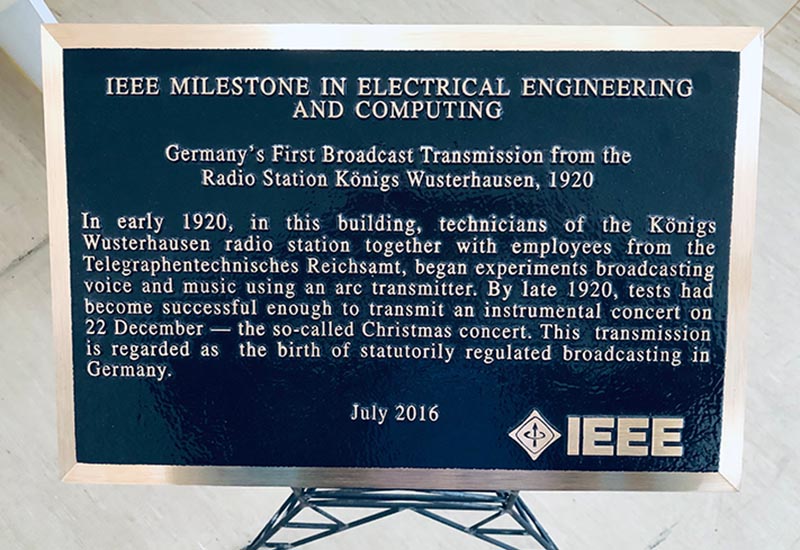 IEEE MILESTONE IN ELECTRICAL ENGINEERING
AND COMPUTING
Germany's First Broadcast Transmission from the
Radio Station Königs Wusterhausen, 1920
In early 1920, in this building, technicians of the Königs
Wusterhausen radio station together with employees from the
Telegraphentechnisches Reichsamt, began experiments broadcasting
voice and music using an arc transmitter. By late 1920, tests had
become successful enough to transmit an instrumental concert on
22 December — the so-called Christmas concert. This transmission
is regarded as the birth of statutorily regulated broadcasting in
Germany.
July 2016
IEEE